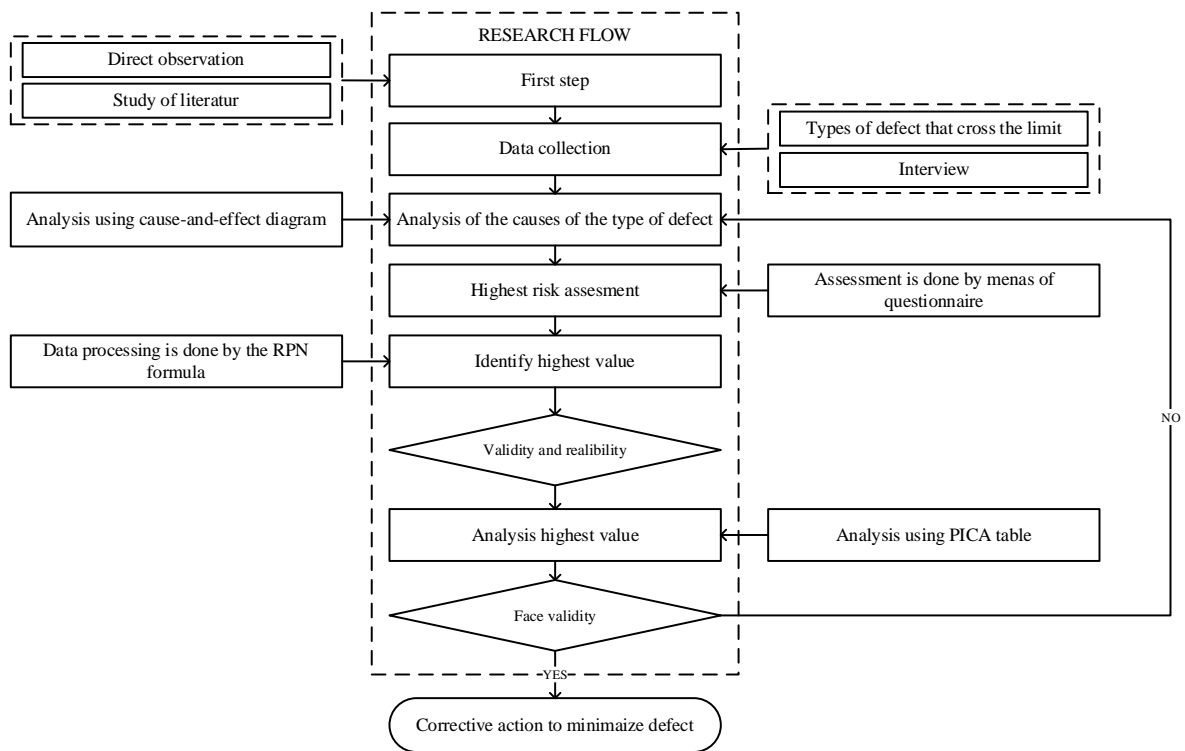 RESEARCH FLOW
Direct observation
Study of literatur
First step
Data collection
Types of defect that cross the limit
Interview
Analysis using cause-and-effect diagram
Analysis of the causes of the type of defect
Highest risk assesment
Assessment is done by menas of
questionnaire
Data processing is done by the RPN
formula
Identify highest value
Validity and realibility
Analysis highest value
Analysis using PICA table
Face validity
NO
YES
Corrective action to minimaize defect